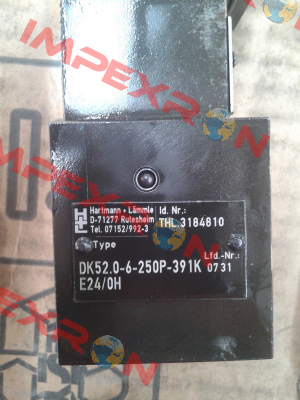 IMPEXRON
Hartmann + Lämmle
D-71277 Rutesheim
Tel. 07152/992-3
Id. Nr.:
THL.3184810
Type
Lfd.-Nr.:
DK52.0-6-250P-391K 0731
E24/0H